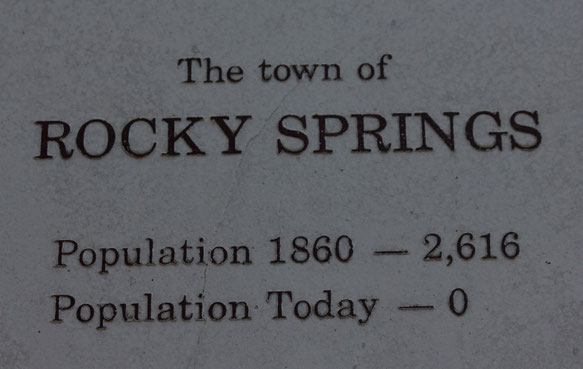 The town of
ROCKY SPRINGS
Population 1860 — 2,616
Population Today — 0